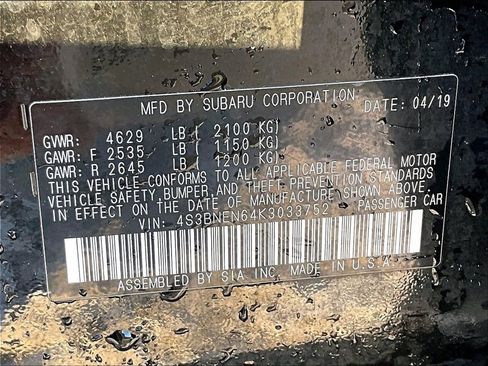 MFD BY SUBARU CORPORATION DATE: 04/19
GVWR: 4629 LB ( 2100 KG)
GAWR: F 2535 LB ( 1150 KG)
GAWR: R 2645 LB ( 1200 KG)
THIS VEHICLE CONFORMS TO ALL APPLICABLE FEDERAL MOTOR
VEHICLE SAFETY, BUMPER, AND THEFT PREVENTION STANDARDS
IN EFFECT ON THE DATE OF MANUFACTURE SHOWN ABOVE.
VIN: 4S3BNEN64K3033752 PASSENGER CAR
ASSEMBLED BY SIA, INC. MADE IN U.S.A.